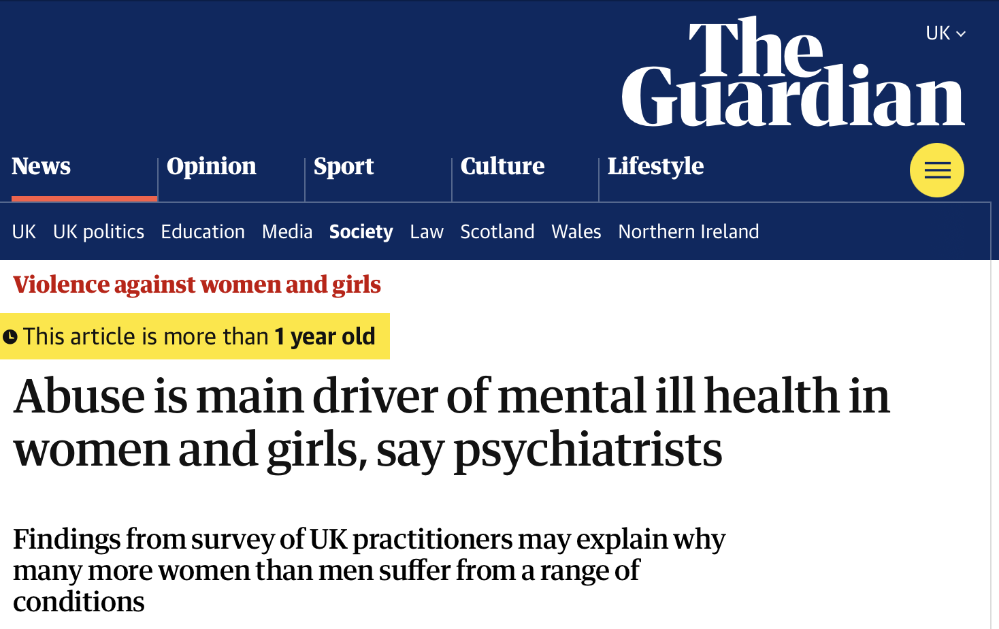 UK
The
Guardian
News
Opinion
Sport
Culture
Lifestyle
UK UK politics Education Media Society Law Scotland Wales Northern Ireland
Violence against women and girls
This article is more than 1 year old
Abuse is main driver of mental ill health in
women and girls, say psychiatrists
Findings from survey of UK practitioners may explain why
many more women than men suffer from a range of
conditions